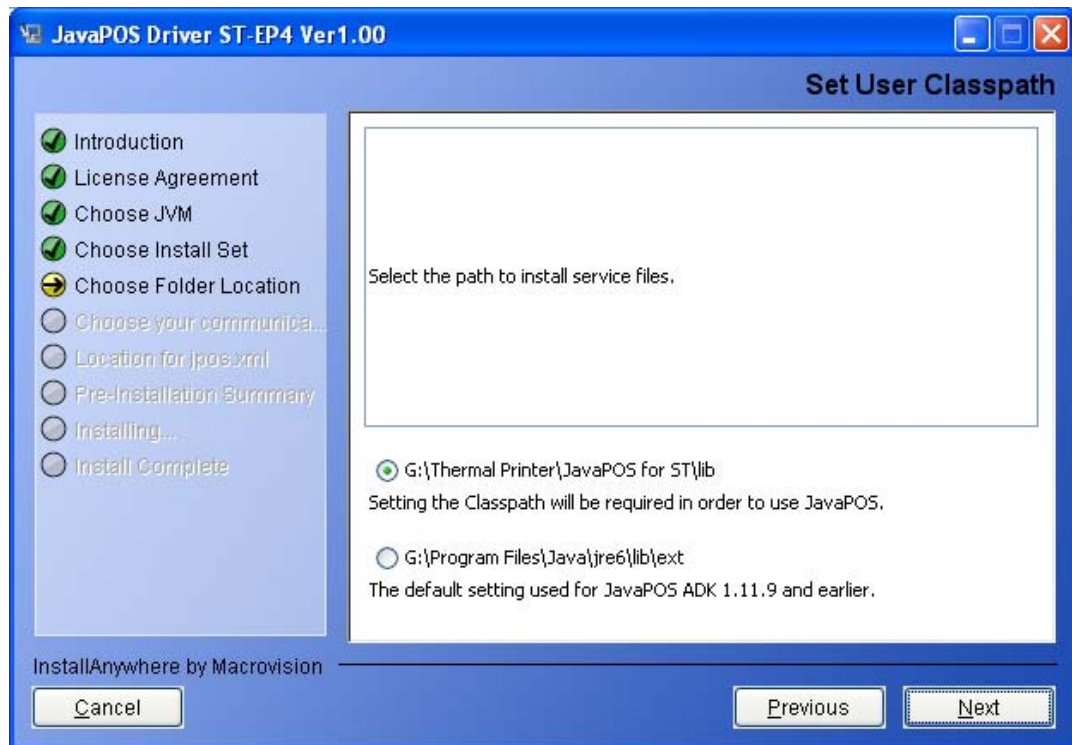 JavaPOS Driver ST-EP4 Ver1.00
Set User Classpath
Introduction
License Agreement
Choose JVM
Choose Install Set
Choose Folder Location
Choose your communica...
Location for jpos.xml
Pre-Installation Summary
Installing...
Install Complete
Select the path to install service files.
G:\Thermal Printer\JavaPOS for ST\lib
Setting the Classpath will be required in order to use JavaPOS.
G:\Program Files\Java\jre6\lib\ext
The default setting used for JavaPOS ADK 1.11.9 and earlier.
InstallAnywhere by Macrovision
Cancel
Previous
Next